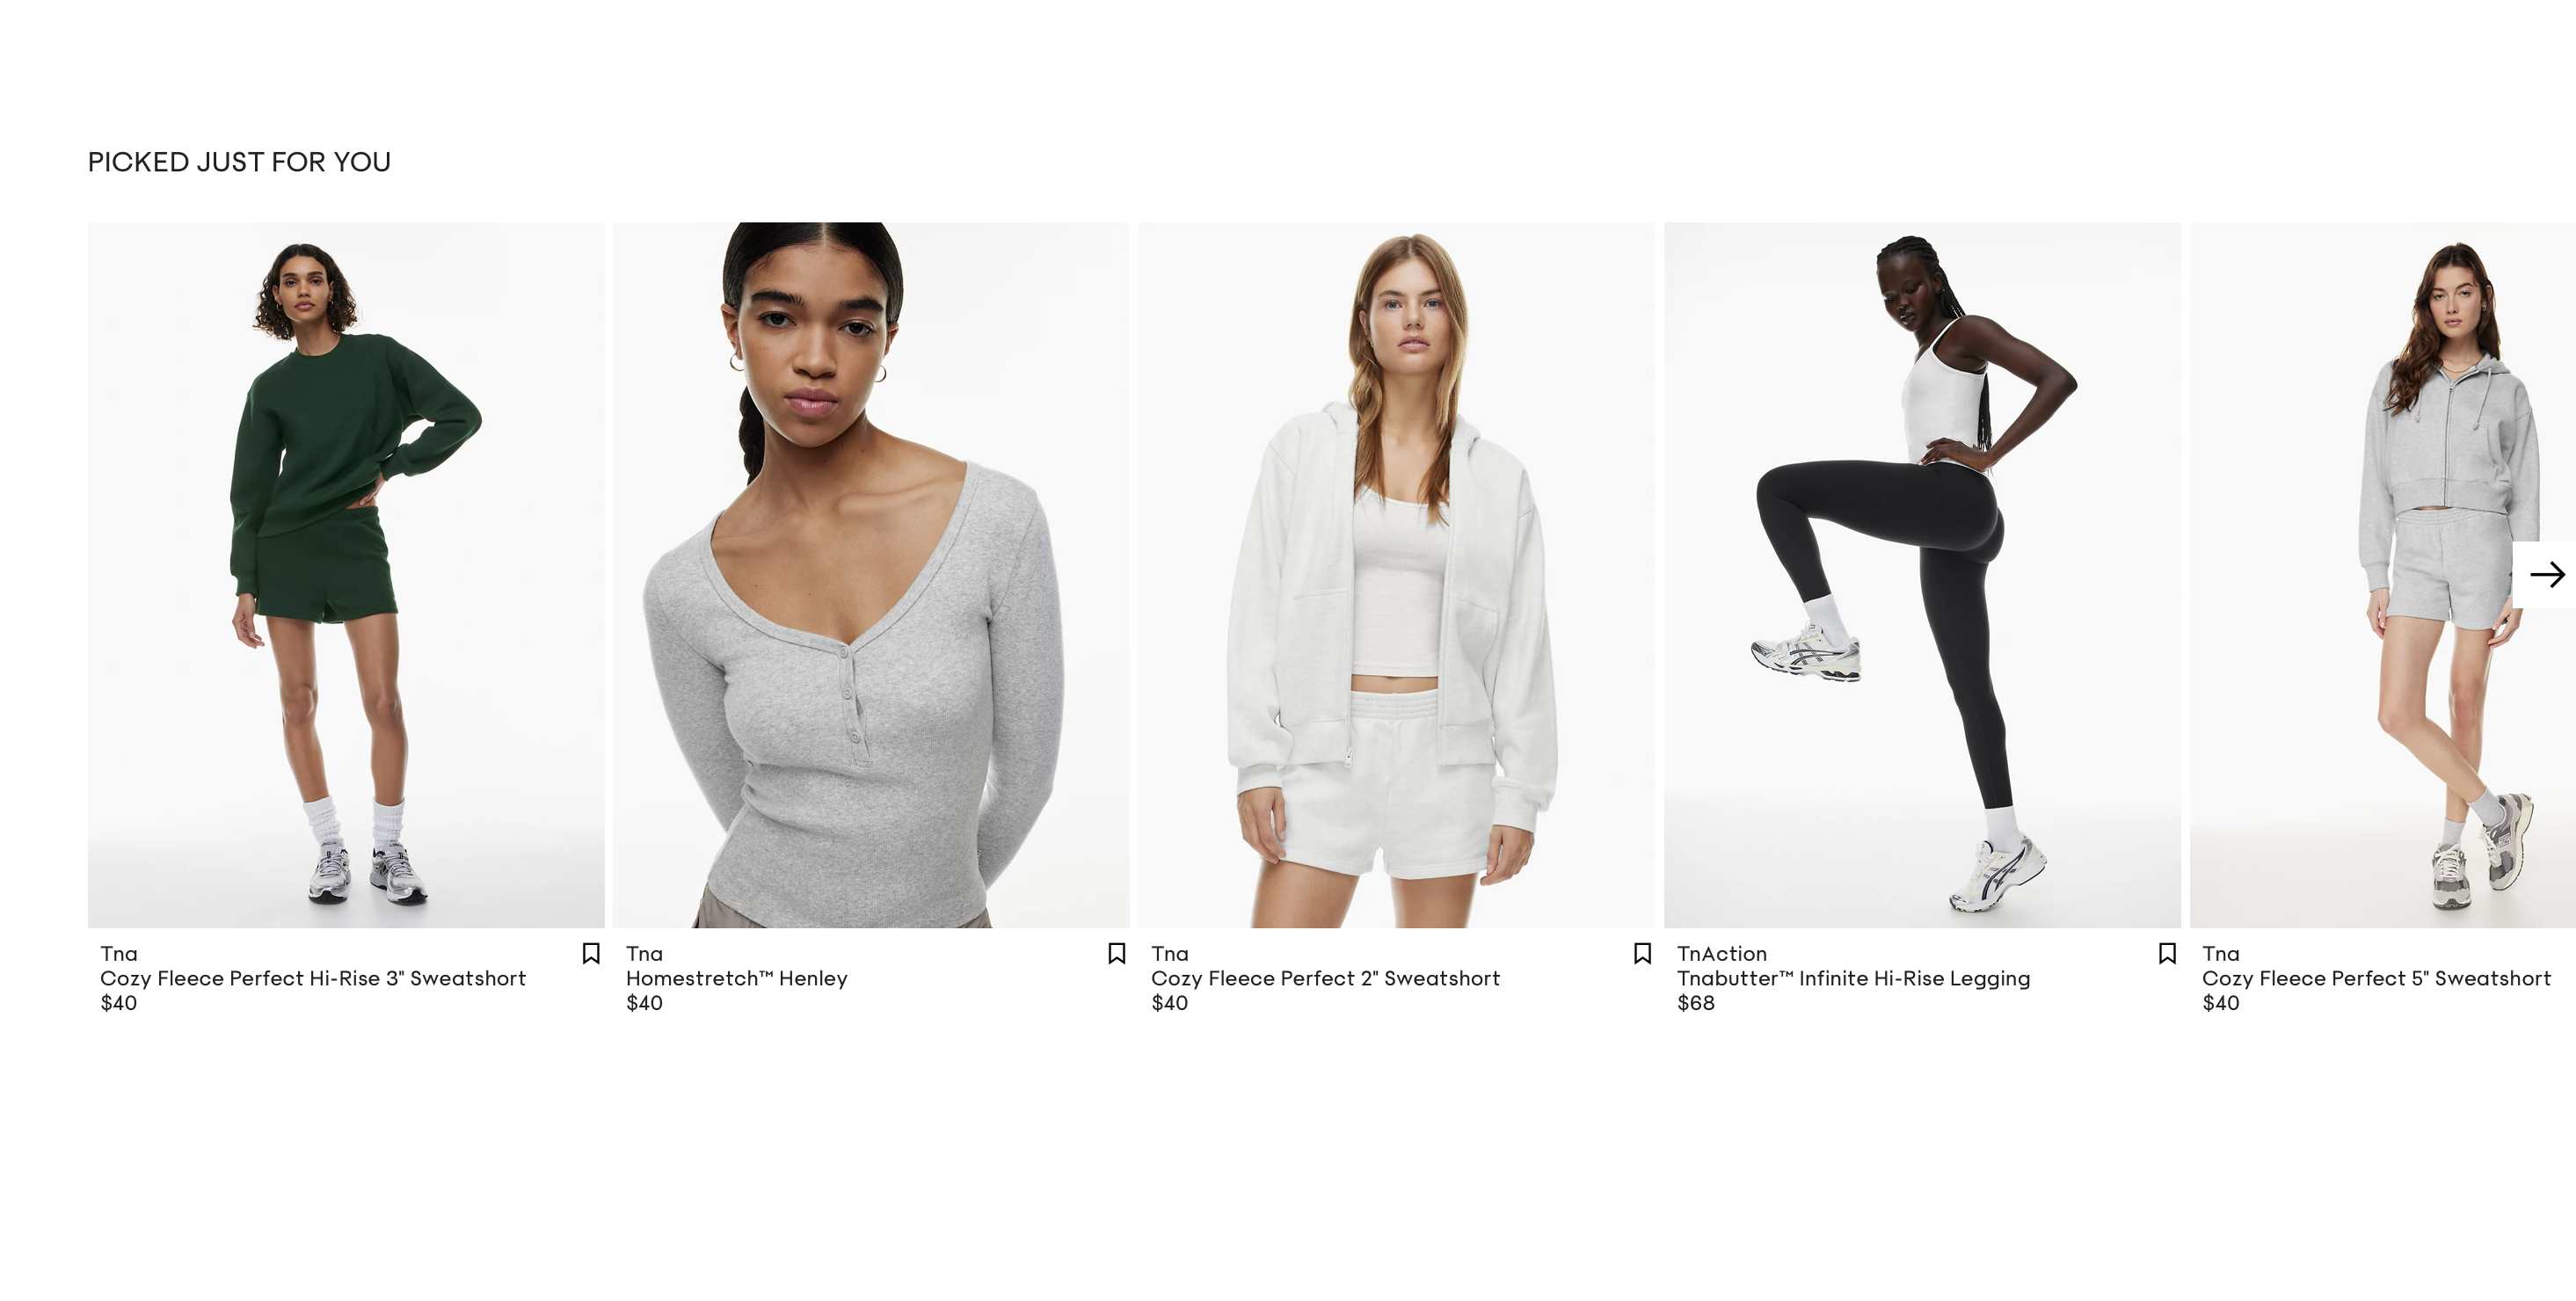 PICKED JUST FOR YOU
Tna
Cozy Fleece Perfect Hi-Rise 3" Sweatshort
$40
Tna
Homestretch™ Henley
$40
Tna
Cozy Fleece Perfect 2" Sweatshort
$40
TnAction
Tnabutter™ Infinite Hi-Rise Legging
$68
Tna
Cozy Fleece Perfect 5" Sweatshort
$40